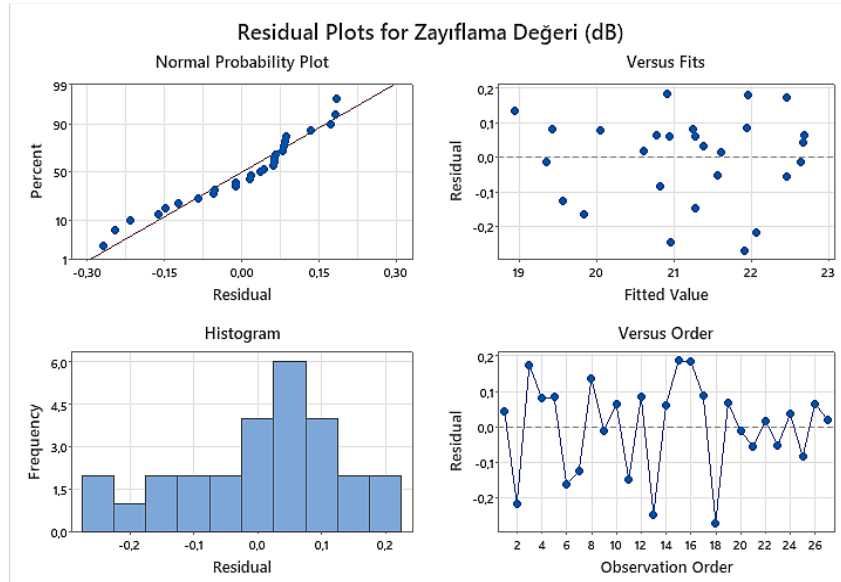 Residual Plots for Zayıflama Değeri (dB)
Normal Probability Plot
99
90
50
10
1
Percent
-0,30 -0,15 0,00 0,15 0,30
Residual
Versus Fits
0,2
0,1
0,0
-0,1
-0,2
Residual
19 20 21 22 23
Fitted Value
Histogram
6,0
4,5
3,0
1,5
0,0
Frequency
-0,2 -0,1 0,0 0,1 0,2
Residual
Versus Order
0,2
0,1
0,0
-0,1
-0,2
Residual
2 4 6 8 10 12 14 16 18 20 22 24 26
Observation Order